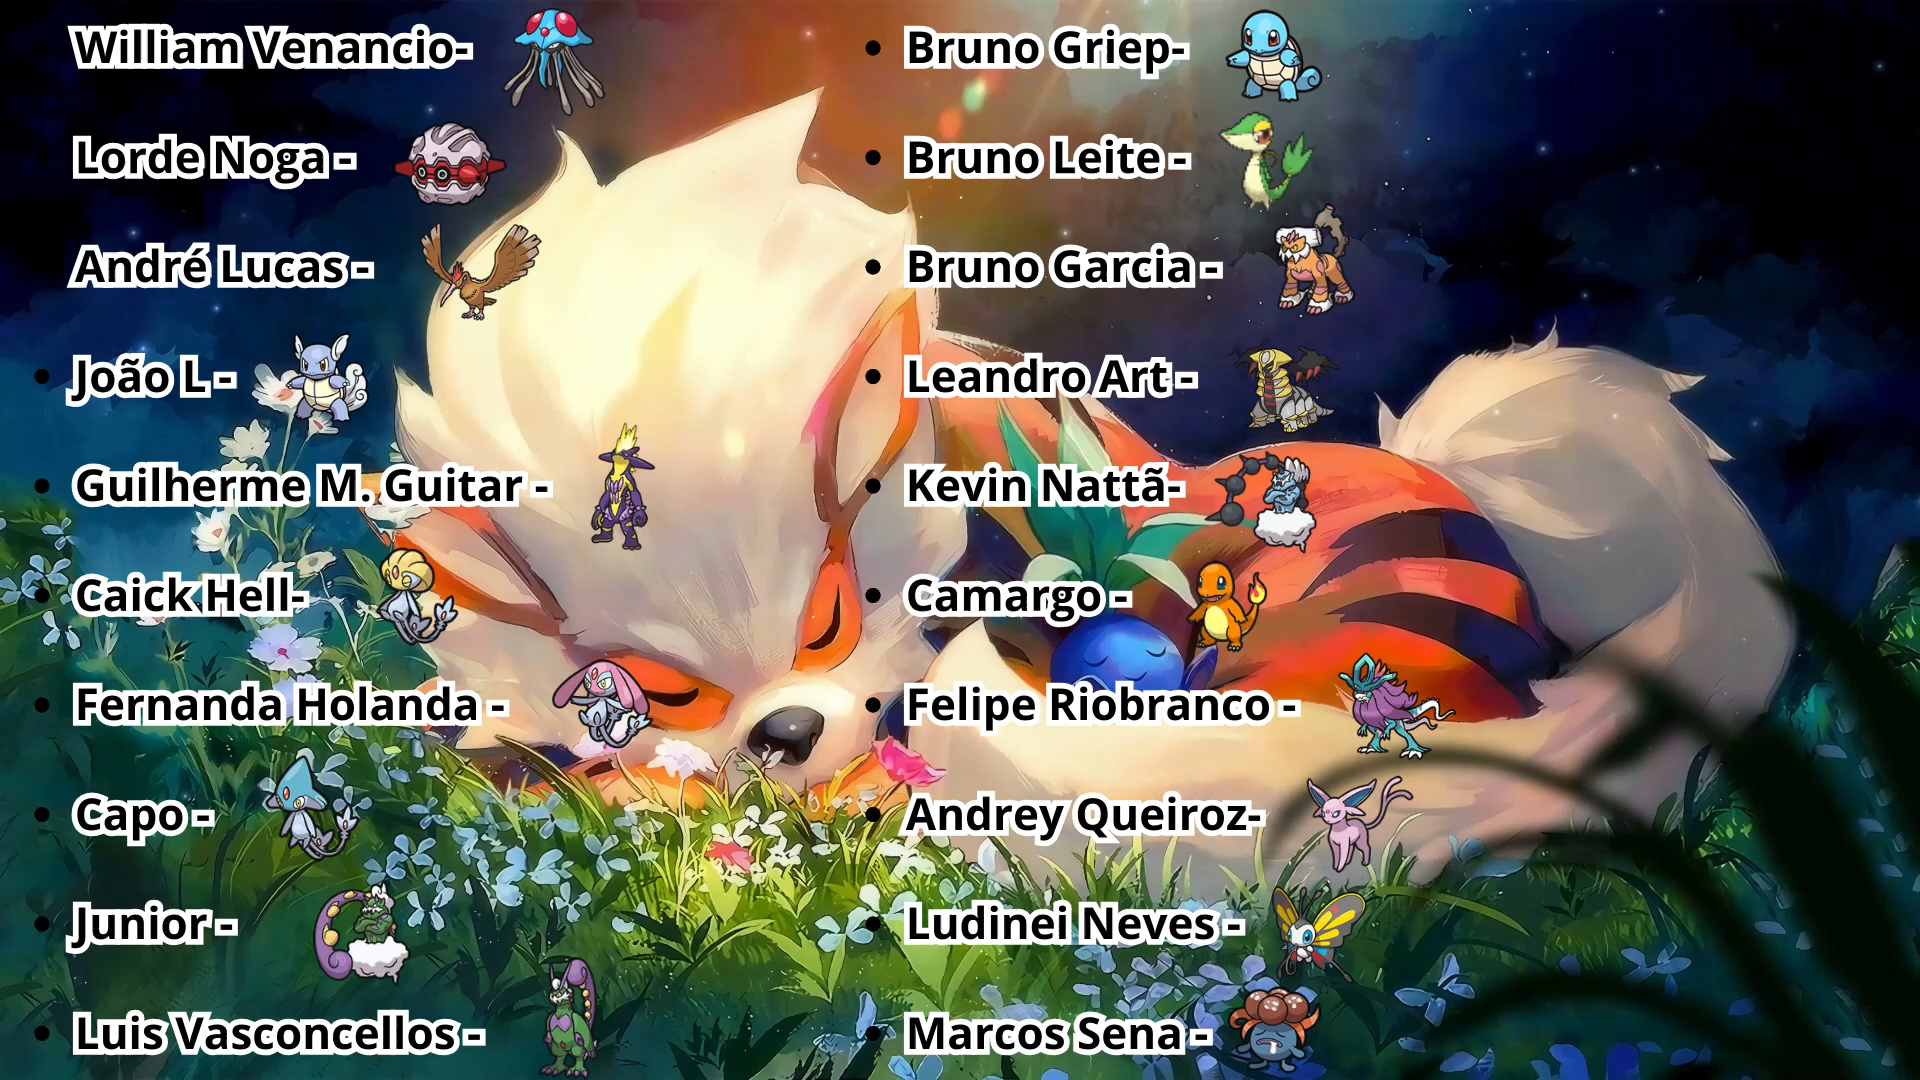 William Venancio-
Lorde Noga -
André Lucas -
João L -
Guilherme M. Guitar -
Caick Hell-
Fernanda Holanda -
Capo -
Junior -
Luis Vasconcellos -
Bruno Griep-
Bruno Leite -
Bruno Garcia -
Leandro Art -
Kevin Nattã-
Camargo -
Felipe Riobranco -
Andrey Queiroz-
Ludinei Neves -
Marcos Sena -